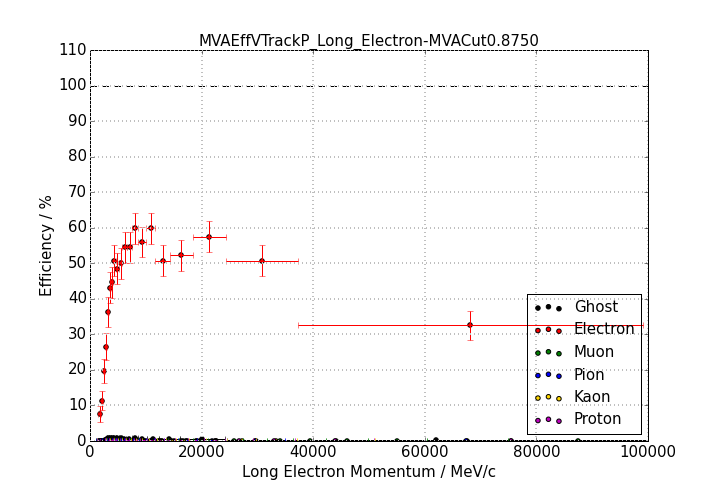 MVAEffVTrackP_Long_Electron-MVACut0.8750
Efficiency / %
110
100
90
80
70
60
50
40
30
20
10
0
Ghost
Electron
Muon
Pion
Kaon
Proton
0 20000 40000 60000 80000 100000
Long Electron Momentum / MeV/c